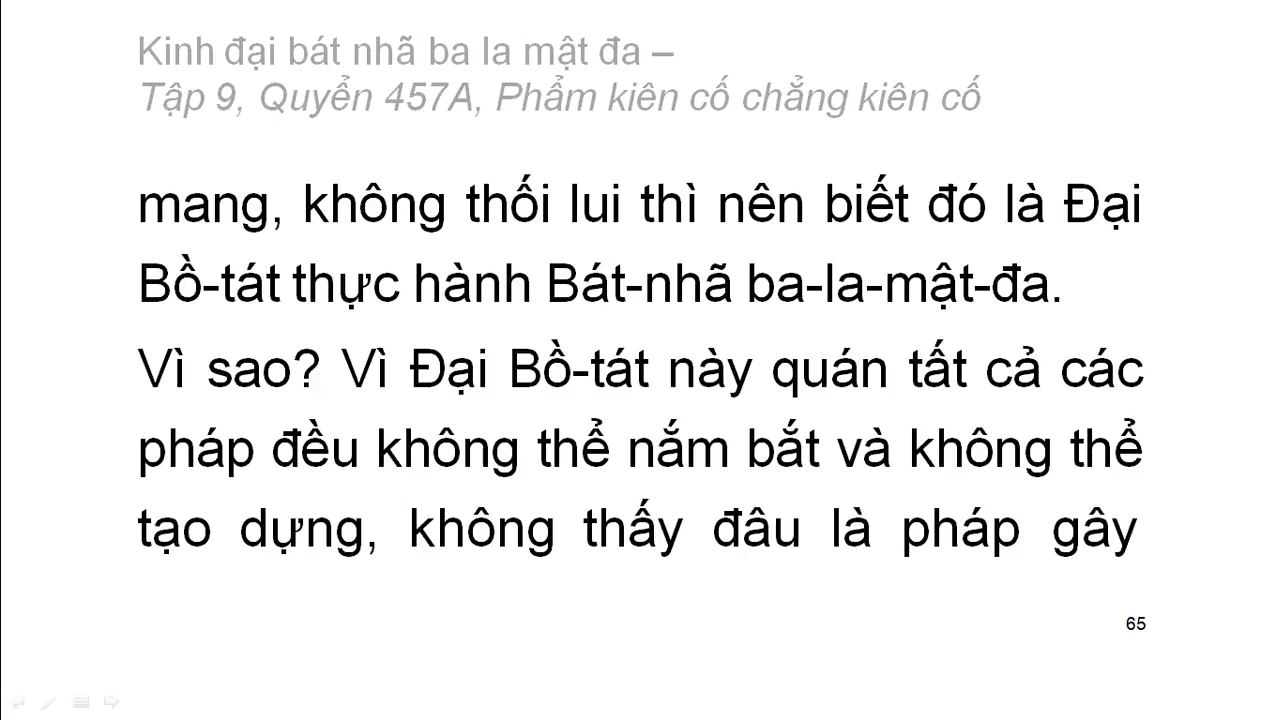 Kinh đại bát nhã ba la mật đa –
Tập 9, Quyển 457A, Phẩm kiên cố chẳng kiên cố
mang, không thối lui thì nên biết đó là Đại
Bồ-tát thực hành Bát-nhã ba-la-mật-đa.
Vì sao? Vì Đại Bồ-tát này quán tất cả các
pháp đều không thể nắm bắt và không thể
tạo dựng, không thấy đâu là pháp gây
65